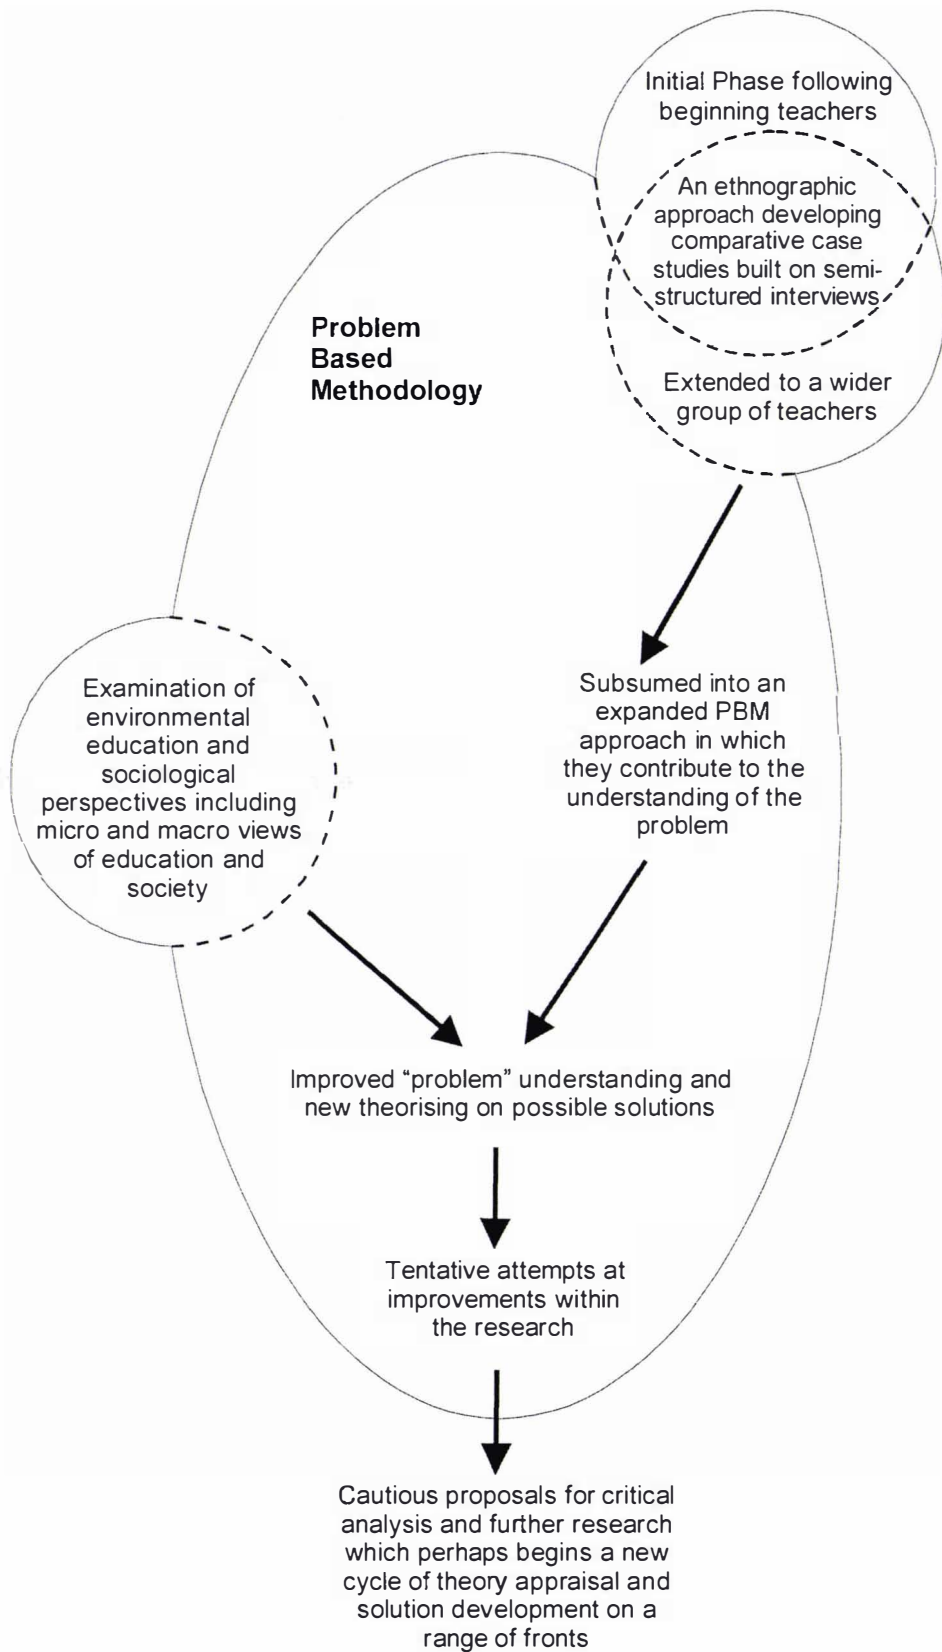 Initial Phase following
beginning teachers
An ethnographic
approach developing
comparative case
studies built on semi-
structured interviews
Extended to a wider
group of teachers
Problem
Based
Methodology
Subsumed into an
expanded PBM
approach in which
they contribute to the
understanding of the
problem
Examination of
environmental
education and
sociological
perspectives including
micro and macro views
of education and
society
Improved “problem” understanding and
new theorising on possible solutions
Tentative attempts at
improvements within
the research
Cautious proposals for critical
analysis and further research
which perhaps begins a new
cycle of theory appraisal and
solution development on a
range of fronts